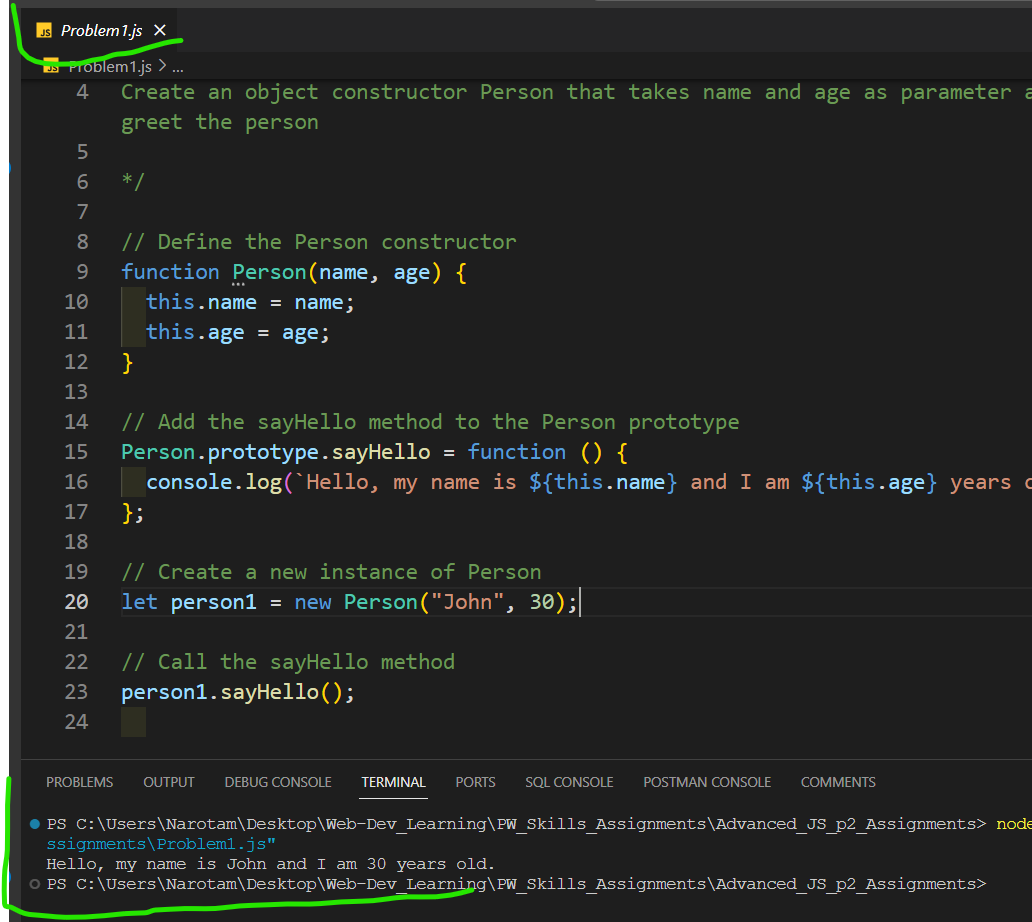 JS Problem1.js ×
JS Problem1.js > ...
4 Create an object constructor Person that takes name and age as parameter a
greet the person
5
6 */
7
8 // Define the Person constructor
9 function Person(name, age) {
10 this.name = name;
11 this.age = age;
12 }
13
14 // Add the sayHello method to the Person prototype
15 Person.prototype.sayHello = function () {
16 console.log(`Hello, my name is ${this.name} and I am ${this.age} years o
17 };
18
19 // Create a new instance of Person
20 let person1 = new Person("John", 30);
21
22 // Call the sayHello method
23 person1.sayHello();
24
PROBLEMS OUTPUT DEBUG CONSOLE TERMINAL PORTS SQL CONSOLE POSTMAN CONSOLE COMMENTS
PS C:\Users\Narotam\Desktop\Web-Dev_Learning\PW_Skills_Assignments\Advanced_JS_p2_Assignments> node
ssignments\Problem1.js"
Hello, my name is John and I am 30 years old.
PS C:\Users\Narotam\Desktop\Web-Dev_Learning\PW_Skills_Assignments\Advanced_JS_p2_Assignments>